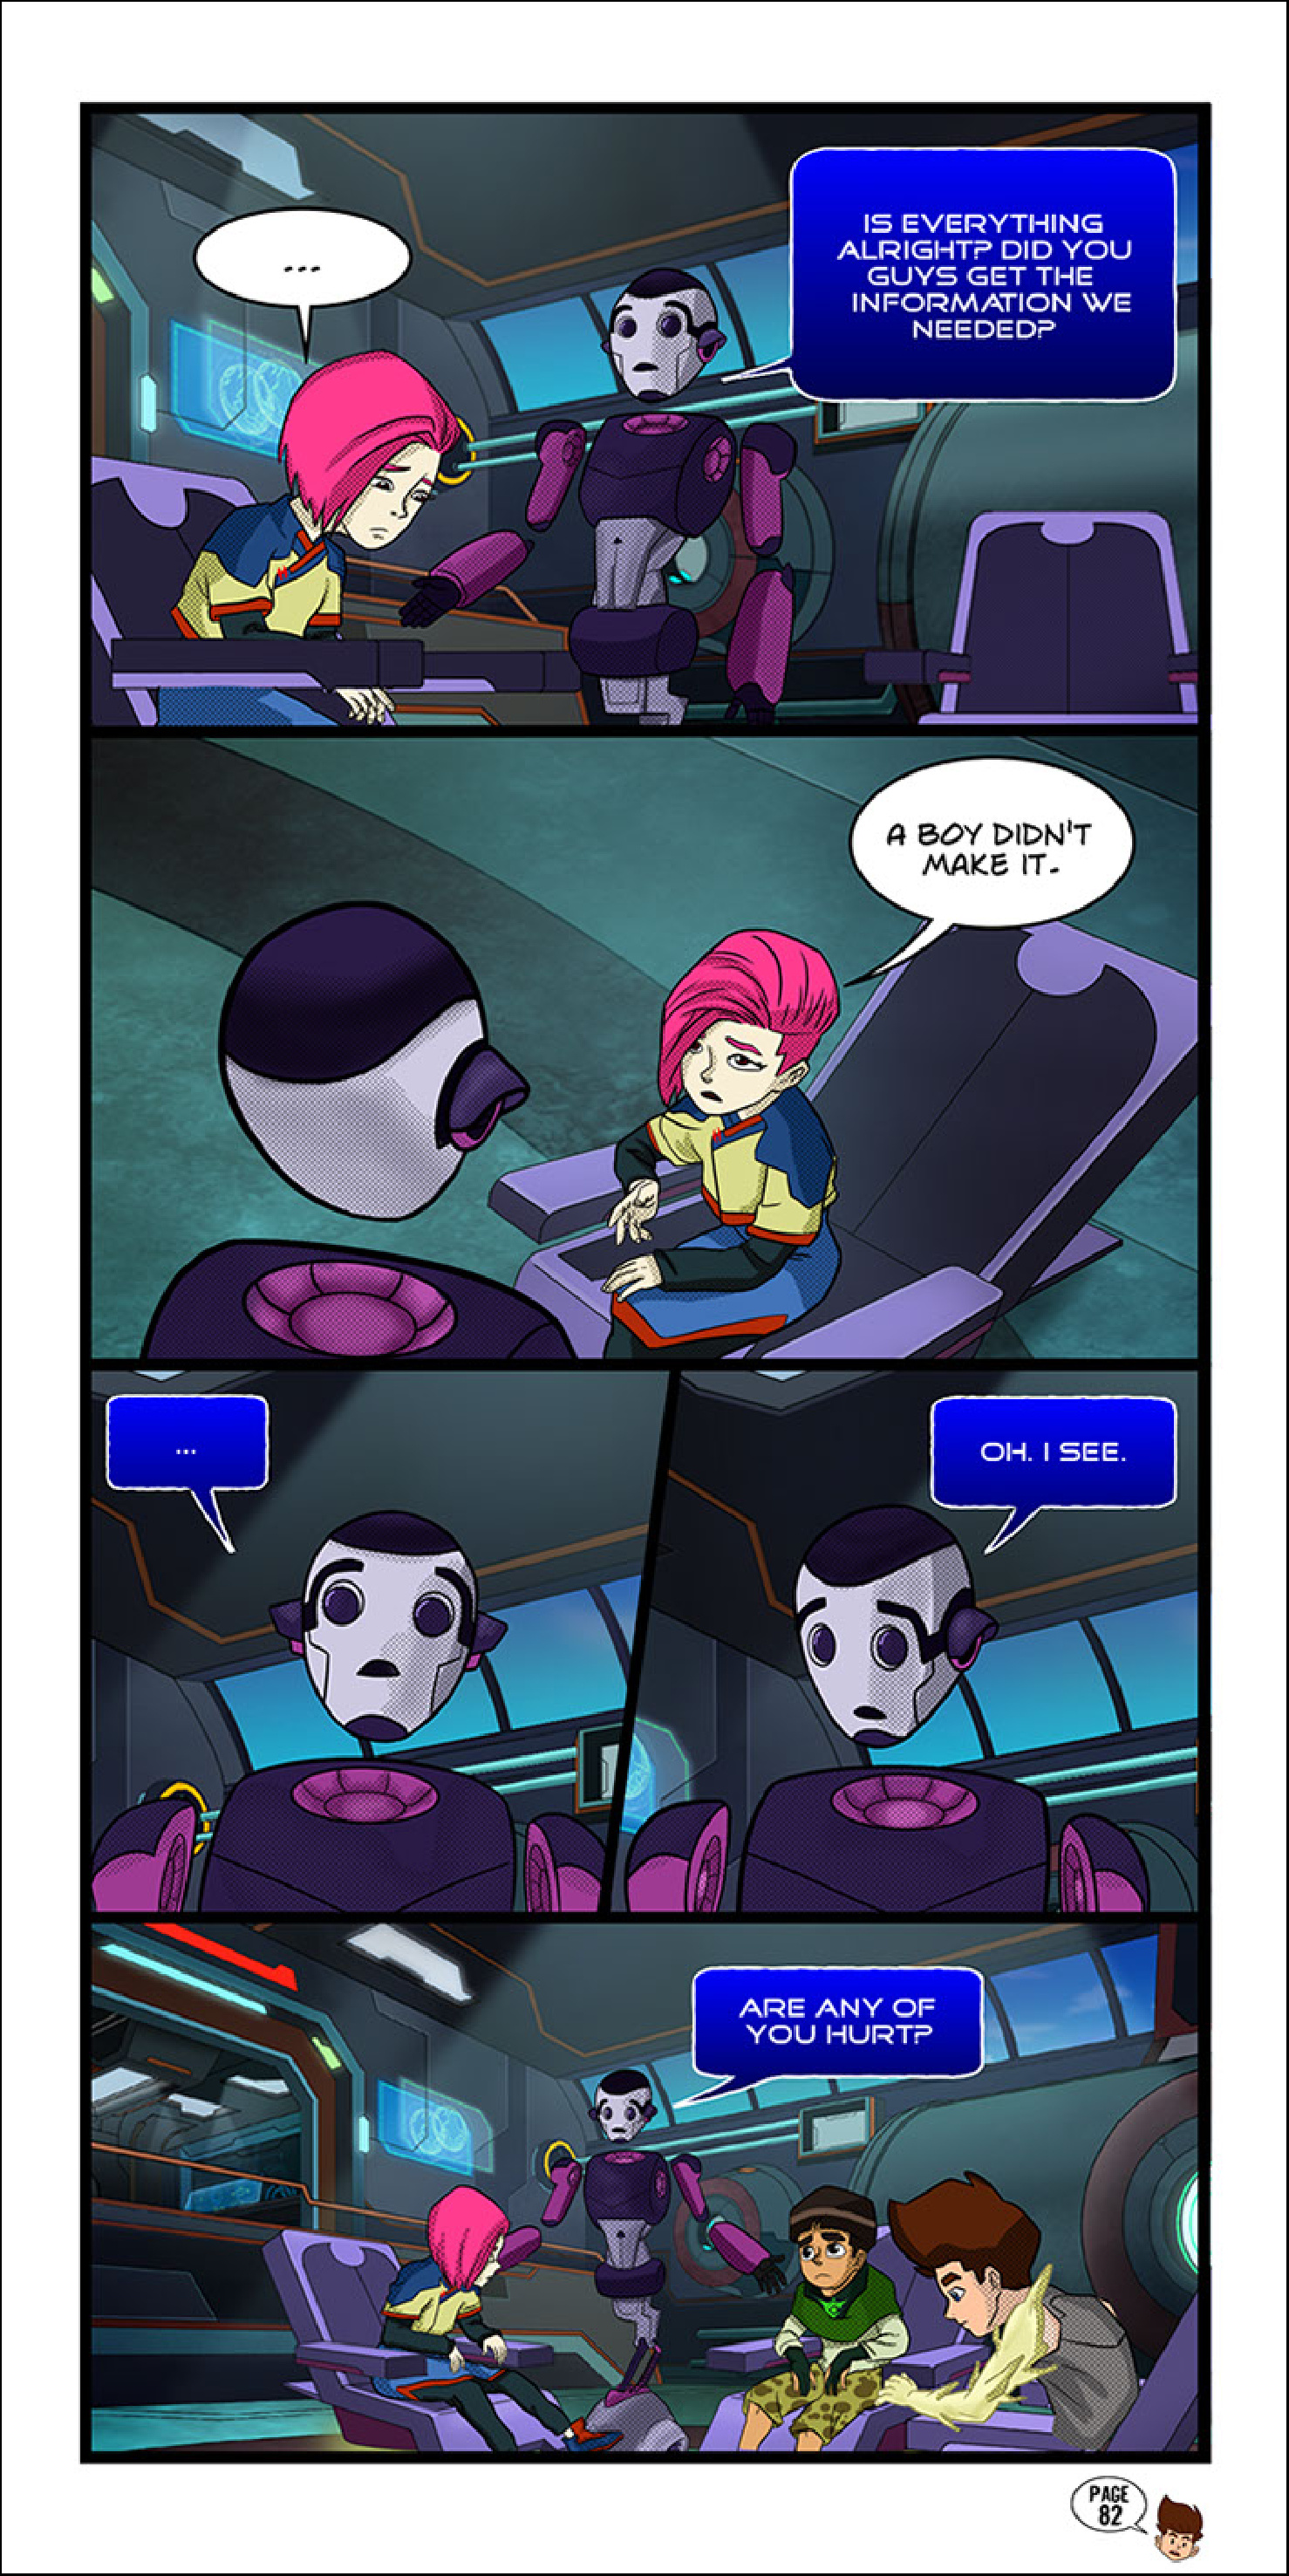 ...
IS EVERYTHING
ALRIGHT? DID YOU
GUYS GET THE
INFORMATION WE
NEEDED?
A BOY DIDN'T
MAKE IT.
...
OH. I SEE.
ARE ANY OF
YOU HURT?
PAGE
82